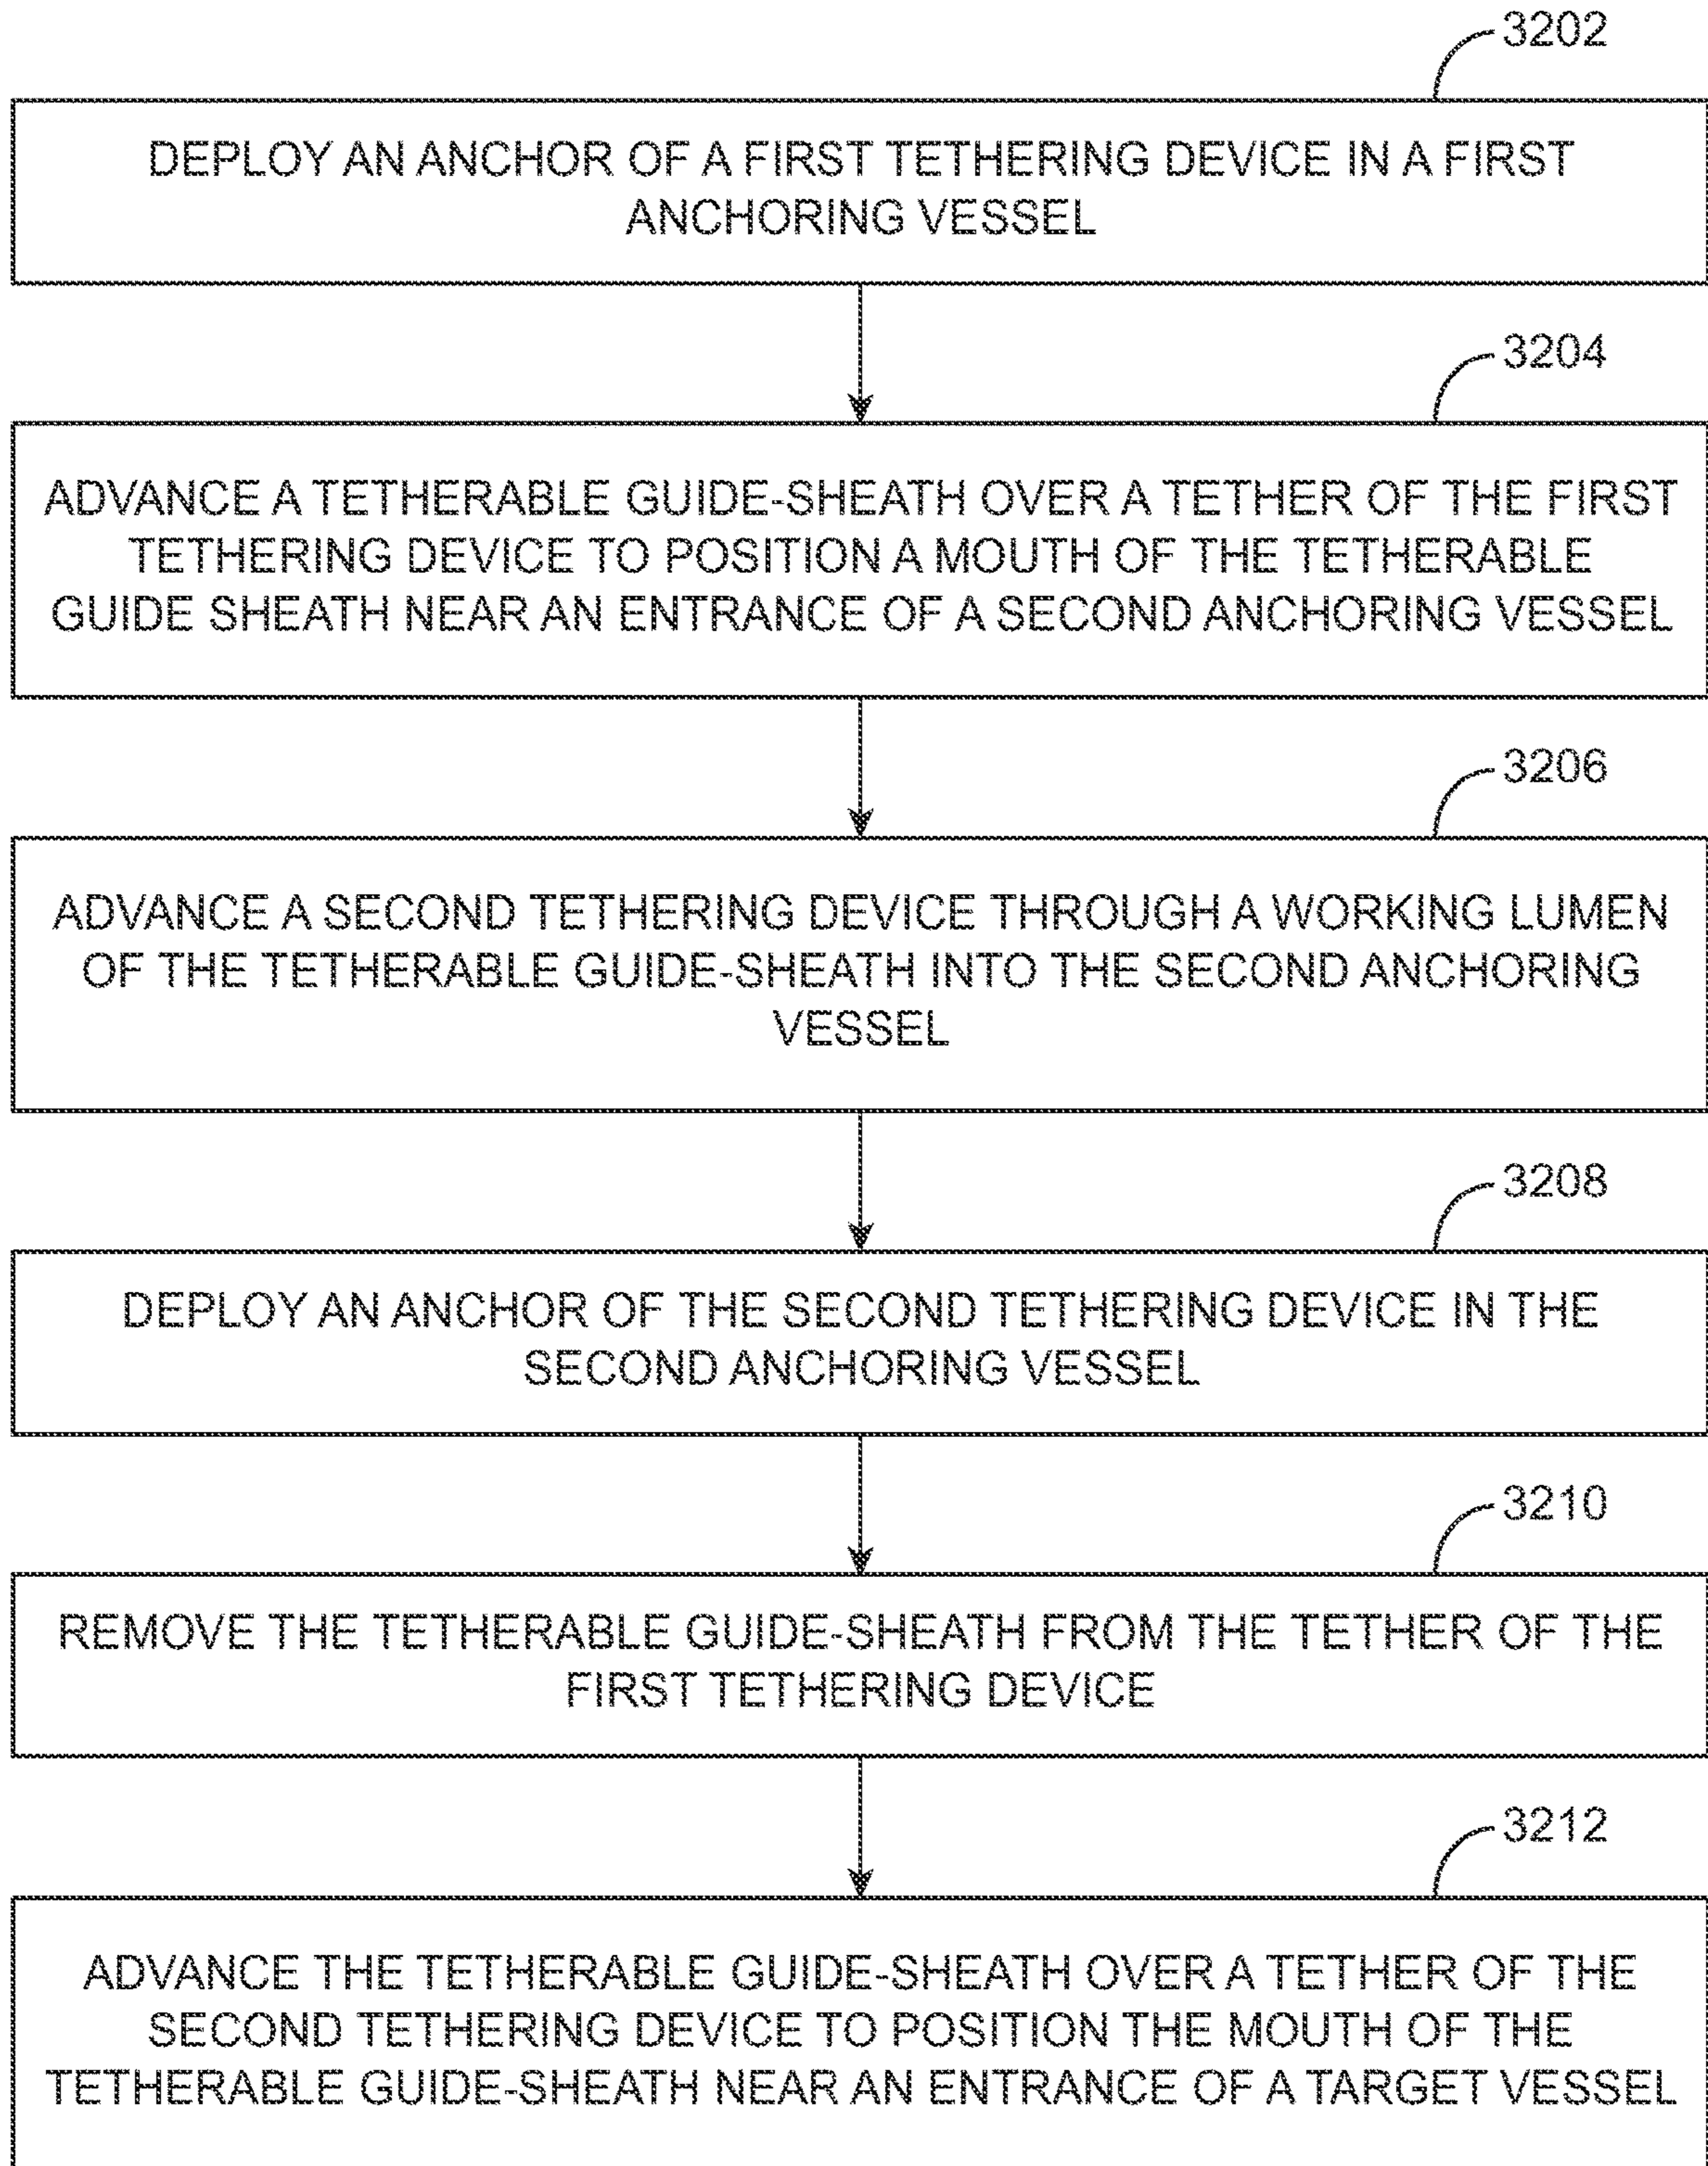 3202
DEPLOY AN ANCHOR OF A FIRST TETHERING DEVICE IN A FIRST
ANCHORING VESSEL
3204
ADVANCE A TETHERABLE GUIDE-SHEATH OVER A TETHER OF THE FIRST
TETHERING DEVICE TO POSITION A MOUTH OF THE TETHERABLE
GUIDE SHEATH NEAR AN ENTRANCE OF A SECOND ANCHORING VESSEL
3206
ADVANCE A SECOND TETHERING DEVICE THROUGH A WORKING LUMEN
OF THE TETHERABLE GUIDE-SHEATH INTO THE SECOND ANCHORING
VESSEL
3208
DEPLOY AN ANCHOR OF THE SECOND TETHERING DEVICE IN THE
SECOND ANCHORING VESSEL
3210
REMOVE THE TETHERABLE GUIDE-SHEATH FROM THE TETHER OF THE
FIRST TETHERING DEVICE
3212
ADVANCE THE TETHERABLE GUIDE-SHEATH OVER A TETHER OF THE
SECOND TETHERING DEVICE TO POSITION THE MOUTH OF THE
TETHERABLE GUIDE-SHEATH NEAR AN ENTRANCE OF A TARGET VESSEL